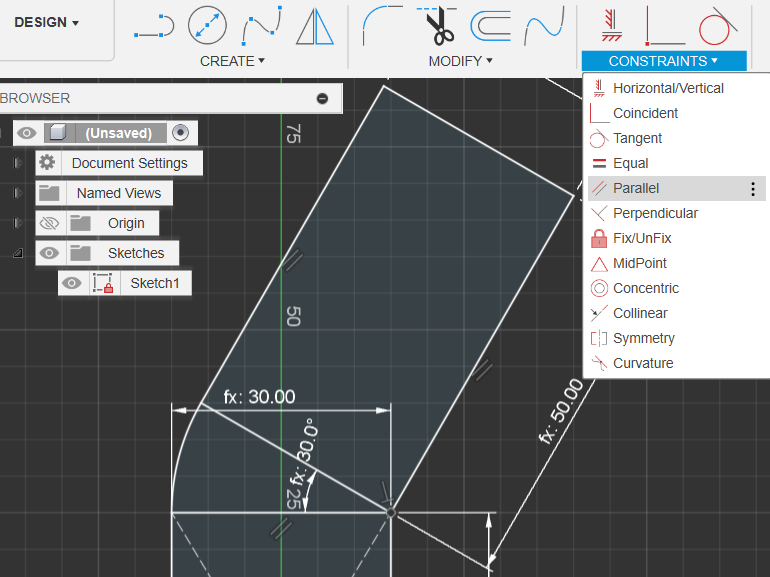 DESIGN ▾
CREATE ▾
MODIFY ▾
CONSTRAINTS ▾
BROWSER
(Unsaved)
Document Settings
Named Views
Origin
Sketches
Sketch1
Horizontal/Vertical
Coincident
Tangent
Equal
Parallel
Perpendicular
Fix/UnFix
MidPoint
Concentric
Collinear
Symmetry
Curvature
75
50
fx: 30.00
fx: 30.0°
25
fx: 50.00